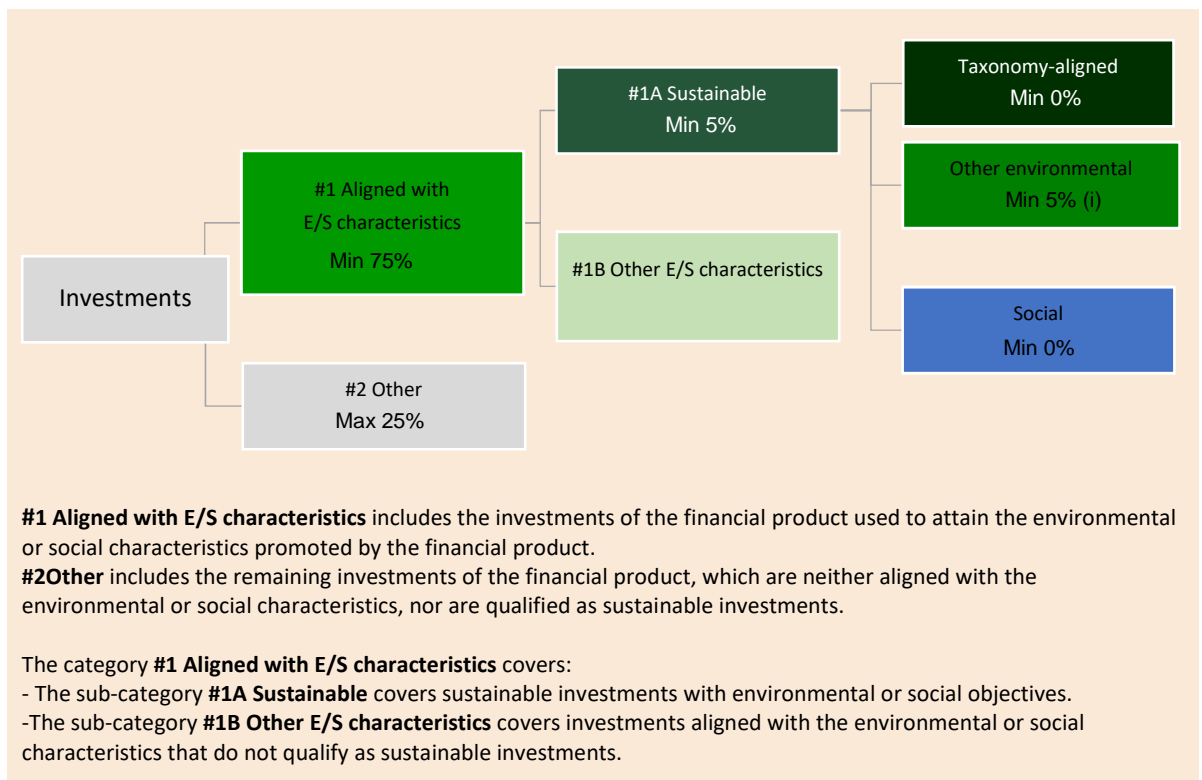 Investments
#1 Aligned with
E/S characteristics
Min 75%
#2 Other
Max 25%
#1A Sustainable
Min 5%
#1B Other E/S characteristics
Taxonomy-aligned
Min 0%
Other environmental
Min 5% (i)
Social
Min 0%
#1 Aligned with E/S characteristics includes the investments of the financial product used to attain the environmental
or social characteristics promoted by the financial product.
#2Other includes the remaining investments of the financial product, which are neither aligned with the
environmental or social characteristics, nor are qualified as sustainable investments.
The category #1 Aligned with E/S characteristics covers:
- The sub-category #1A Sustainable covers sustainable investments with environmental or social objectives.
-The sub-category #1B Other E/S characteristics covers investments aligned with the environmental or social
characteristics that do not qualify as sustainable investments.